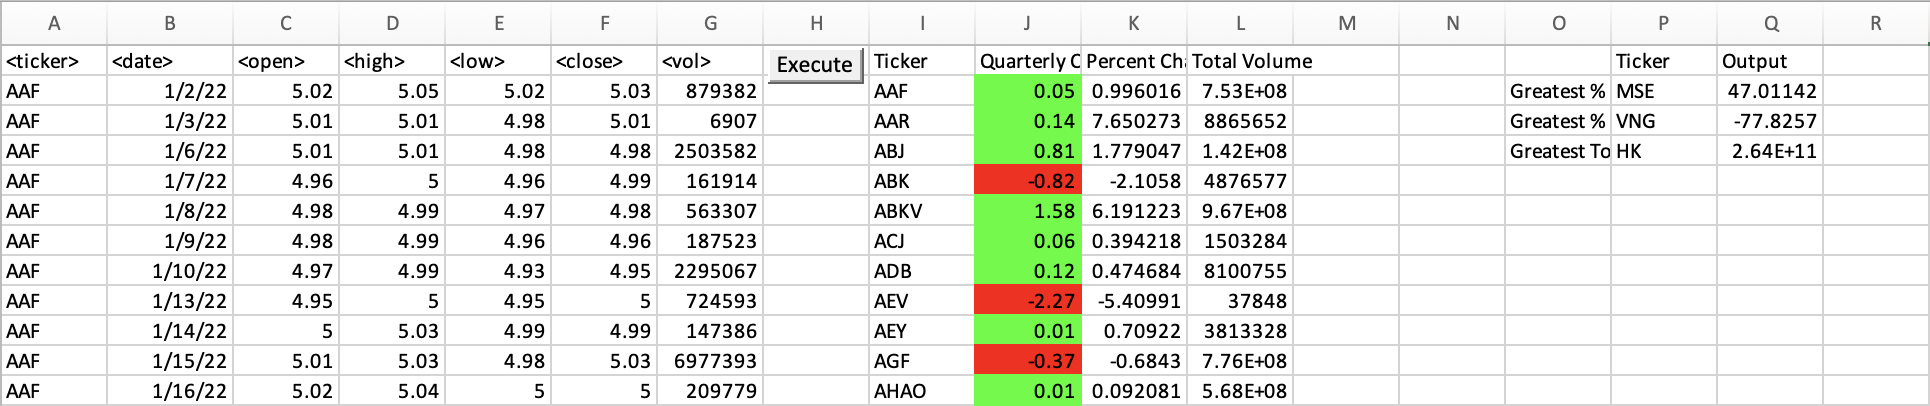 A B C D E F G H I J K L M N O P Q R
<ticker> <date> <open> <high> <low> <close> <vol> Execute Ticker Quarterly C Percent Ch Total Volume Ticker Output
AAF 1/2/22 5.02 5.05 5.02 5.03 879382 AAF 0.05 0.996016 7.53E+08 Greatest % MSE 47.01142
AAF 1/3/22 5.01 5.01 4.98 5.01 6907 AAR 0.14 7.650273 8865652 Greatest % VNG -77.8257
AAF 1/6/22 5.01 5.01 4.98 4.98 2503582 ABJ 0.81 1.779047 1.42E+08 Greatest To HK 2.64E+11
AAF 1/7/22 4.96 5 4.96 4.99 161914 ABK -0.82 -2.1058 4876577
AAF 1/8/22 4.98 4.99 4.97 4.98 563307 ABKV 1.58 6.191223 9.67E+08
AAF 1/9/22 4.98 4.99 4.96 4.96 187523 ACJ 0.06 0.394218 1503284
AAF 1/10/22 4.97 4.99 4.93 4.95 2295067 ADB 0.12 0.474684 8100755
AAF 1/13/22 4.95 5 4.95 5 724593 AEV -2.27 -5.40991 37848
AAF 1/14/22 5 5.03 4.99 4.99 147386 AEY 0.01 0.70922 3813328
AAF 1/15/22 5.01 5.03 4.98 5.03 6977393 AGF -0.37 -0.6843 7.76E+08
AAF 1/16/22 5.02 5.04 5 5 209779 AHAO 0.01 0.092081 5.68E+08